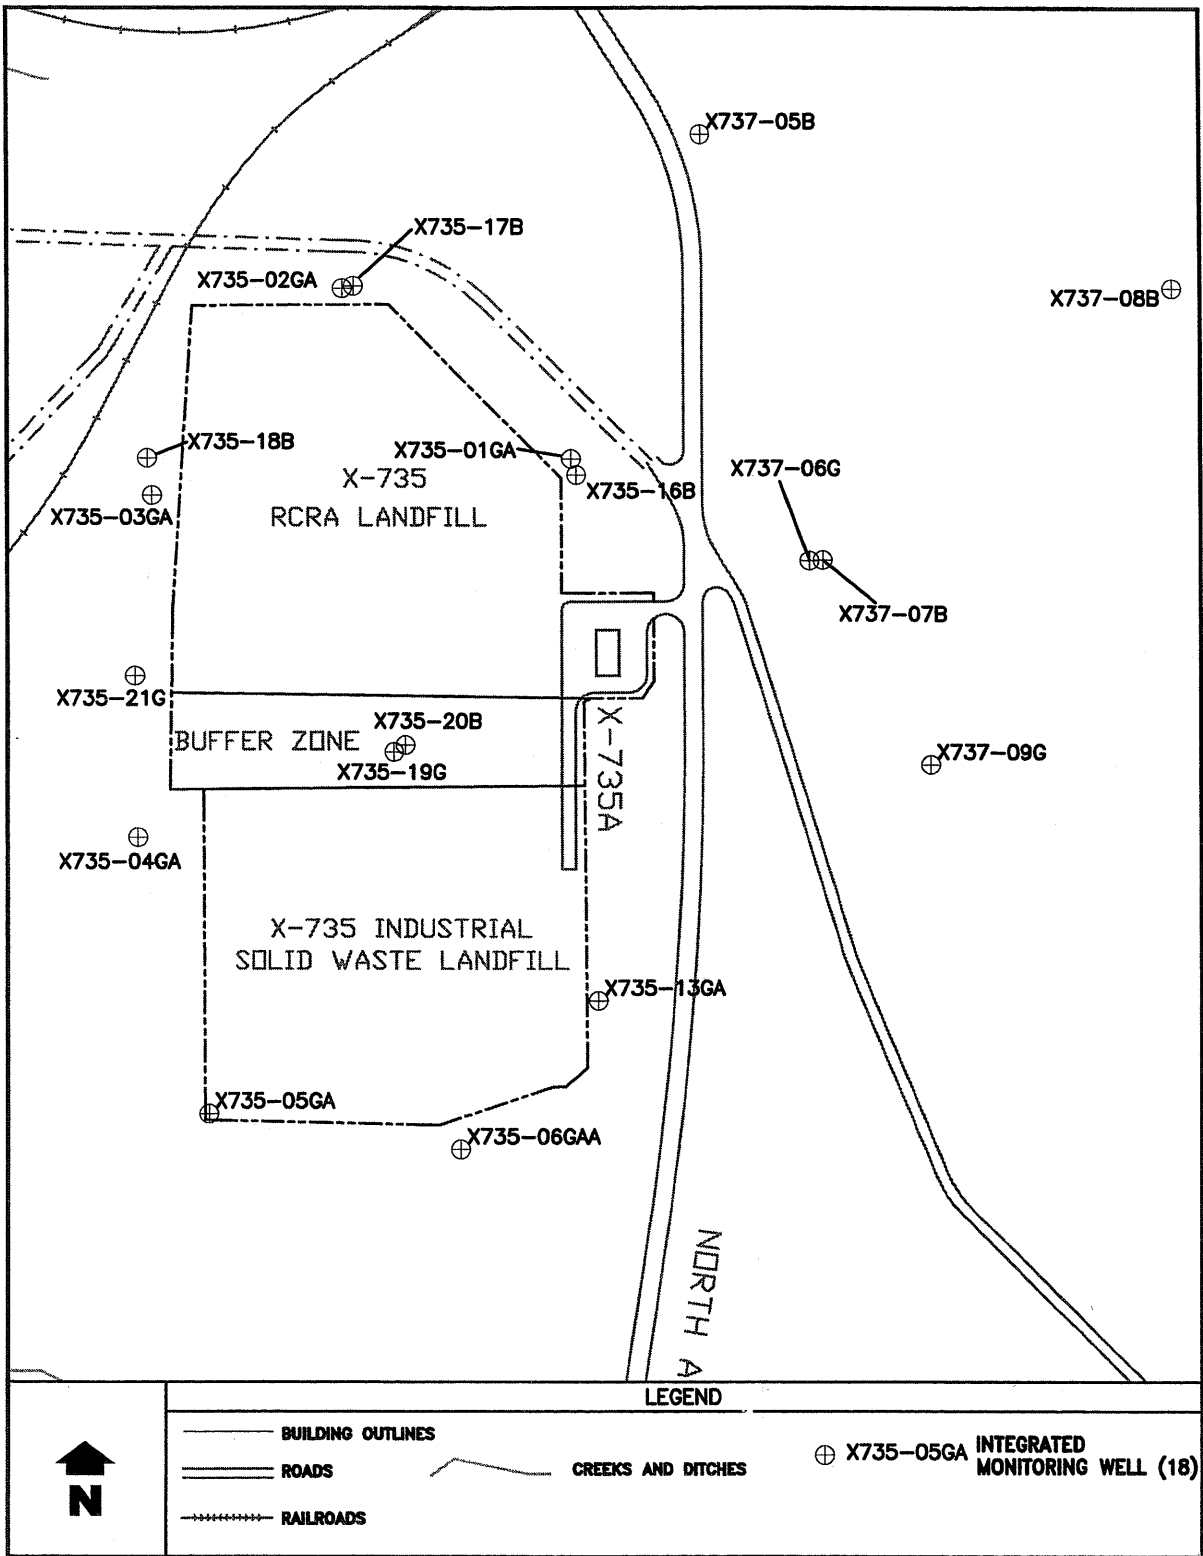 X737-05B
X735-17B
X735-02GA
X737-08B
X735-18B
X735-01GA
X-735
RCRA LANDFILL
X737-06G
X735-16B
X735-03GA
X737-07B
X735-21G
X735-20B
BUFFER ZONE
X735-19G
X-735A
X737-09G
X735-04GA
X-735 INDUSTRIAL
SOLID WASTE LANDFILL
X735-13GA
X735-05GA
X735-06GAA
NORTH A
LEGEND
BUILDING OUTLINES
ROADS
RAILROADS
CREEKS AND DITCHES
X735-05GA INTEGRATED
MONITORING WELL (18)
N